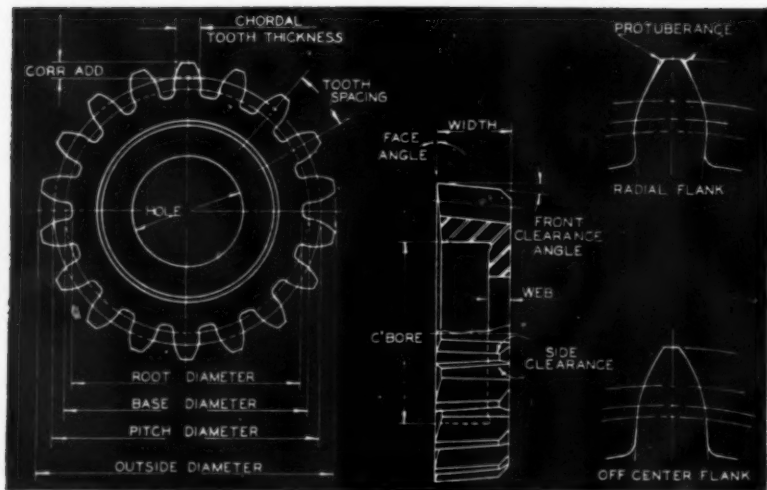 CHORDAL
TOOTH THICKNESS
CORR ADD
TOOTH
SPACING
HOLE
ROOT DIAMETER
BASE DIAMETER
PITCH DIAMETER
OUTSIDE DIAMETER
WIDTH
FACE
ANGLE
FRONT
CLEARANCE
ANGLE
WEB
C'BORE
SIDE
CLEARANCE
PROTUBERANCE
RADIAL FLANK
OFF CENTER FLANK